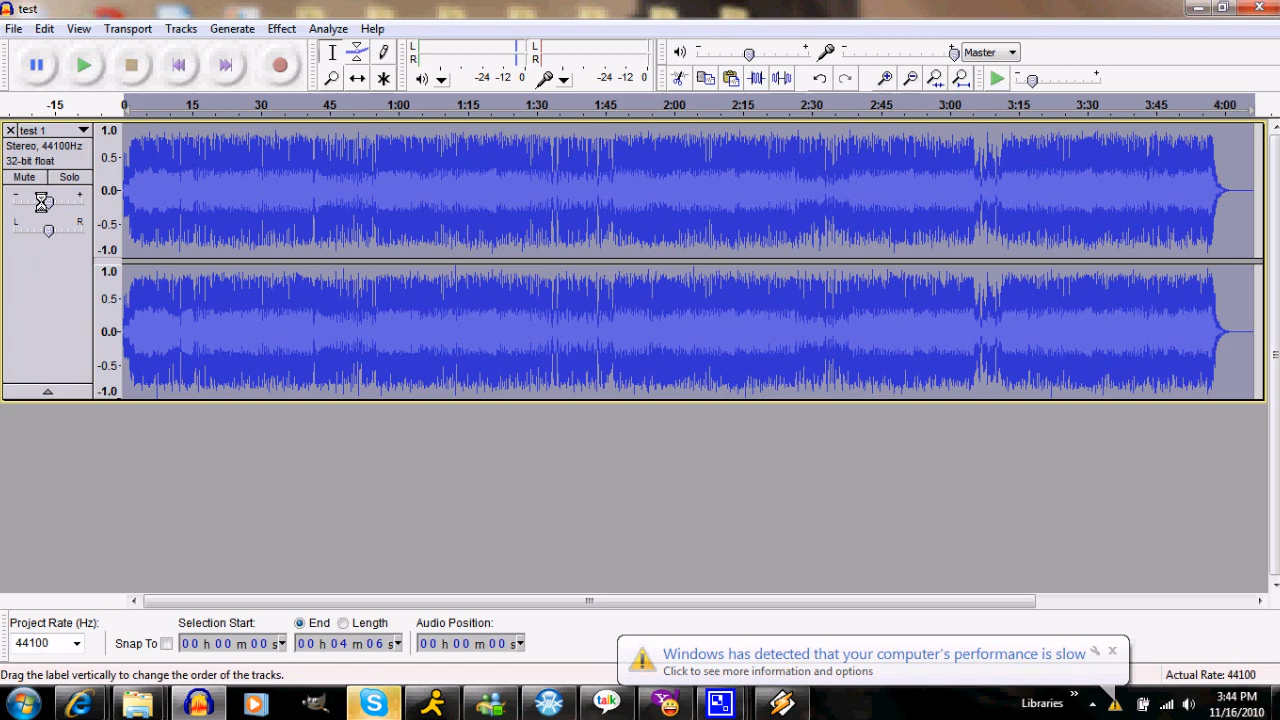 test
File Edit View Transport Tracks Generate Effect Analyze Help
L R -24 -12 0 L R -24 -12 0 - + - + Master
- +
-15 0 15 30 45 1:00 1:15 1:30 1:45 2:00 2:15 2:30 2:45 3:00 3:15 3:30 3:45 4:00
test 1
Stereo, 44100Hz
32-bit float
Mute Solo
- +
L R
1.0
0.5
0.0
-0.5
-1.0
1.0
0.5
0.0
-0.5
-1.0
Project Rate (Hz): Selection Start: End Length Audio Position:
44100 Snap To 00 h 00 m 00 s 00 h 04 m 06 s 00 h 00 m 00 s
Windows has detected that your computer's performance is slow
Click to see more information and options
Drag the label vertically to change the order of the tracks. Actual Rate: 44100
talk Libraries 3:44 PM
11/16/2010